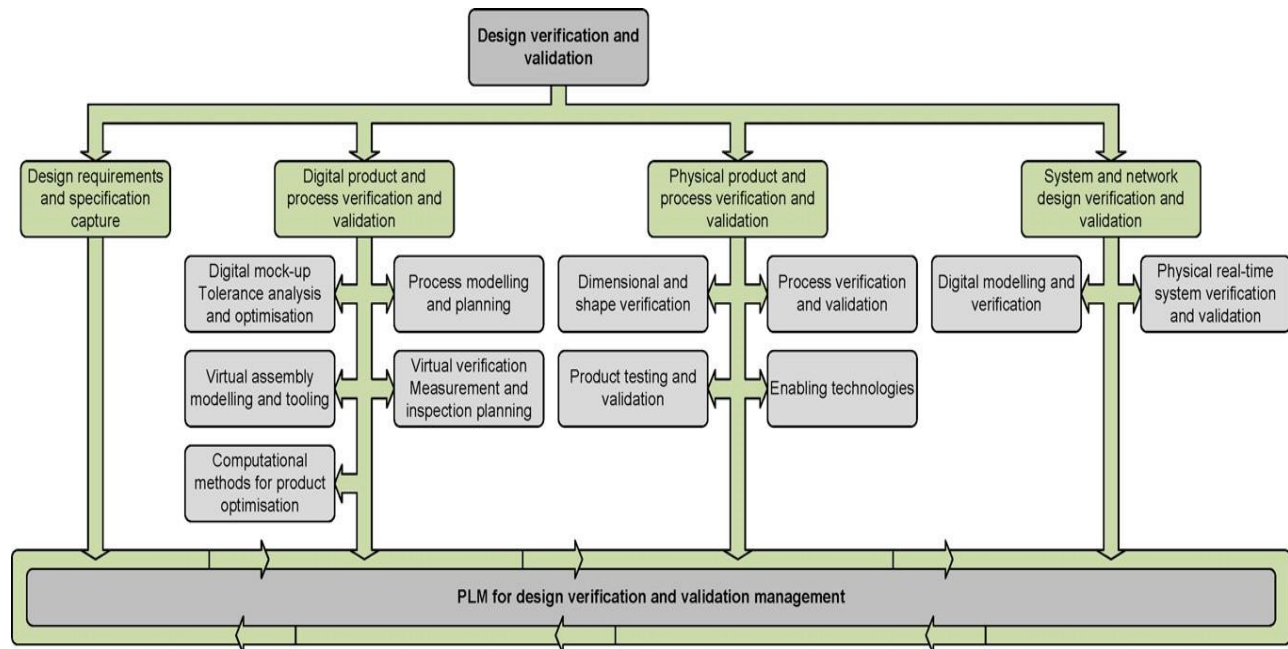 Design verification and
validation
Design requirements
and specification
capture
Digital product and
process verification and
validation
Physical product and
process verification and
validation
System and network
design verification and
validation
Digital mock-up
Tolerance analysis
and optimisation
Process modelling
and planning
Dimensional and
shape verification
Process verification
and validation
Digital modelling and
verification
Physical real-time
system verification
and validation
Virtual assembly
modelling and tooling
Virtual verification
Measurement and
inspection planning
Product testing and
validation
Enabling technologies
Computational
methods for product
optimisation
PLM for design verification and validation management